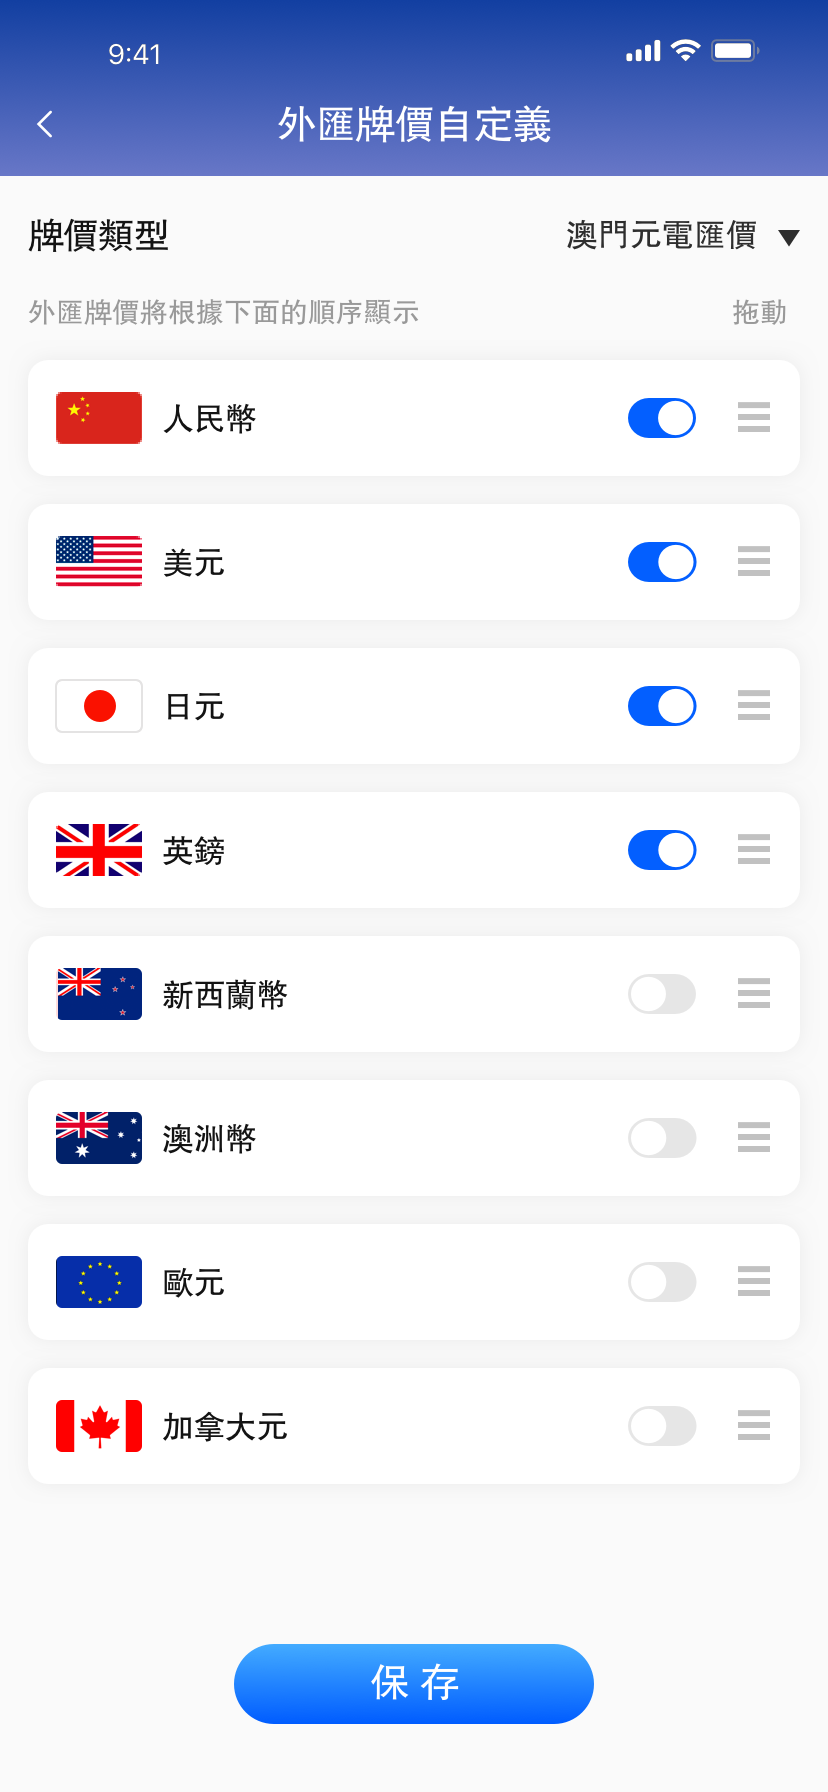 9:41
外匯牌價自定義
牌價類型 澳門元電匯價
外匯牌價將根據下面的順序顯示 拖動
人民幣
美元
日元
英鎊
新西蘭幣
澳洲幣
歐元
加拿大元
保存